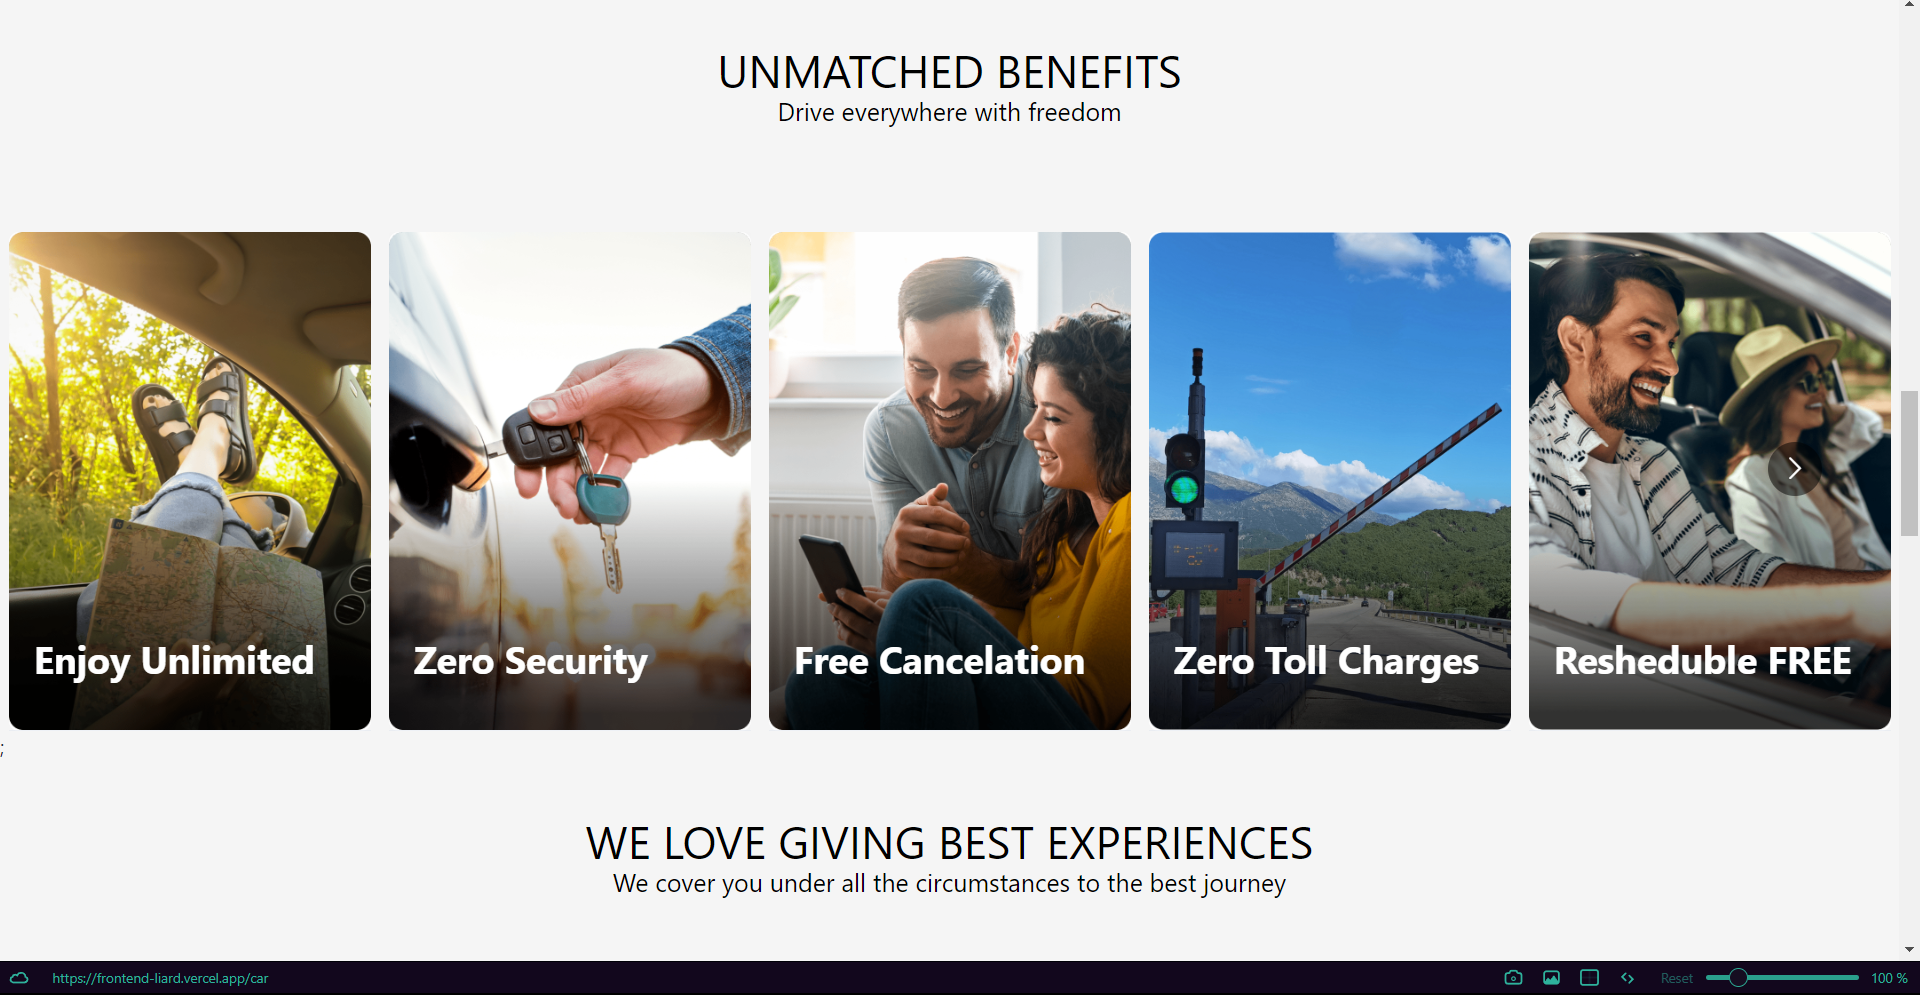 UNMATCHED BENEFITS
Drive everywhere with freedom
Enjoy Unlimited
Zero Security
Free Cancelation
Zero Toll Charges
Resheduble FREE
;
WE LOVE GIVING BEST EXPERIENCES
We cover you under all the circumstances to the best journey
https://frontend-liard.vercel.app/car
Reset
100 %